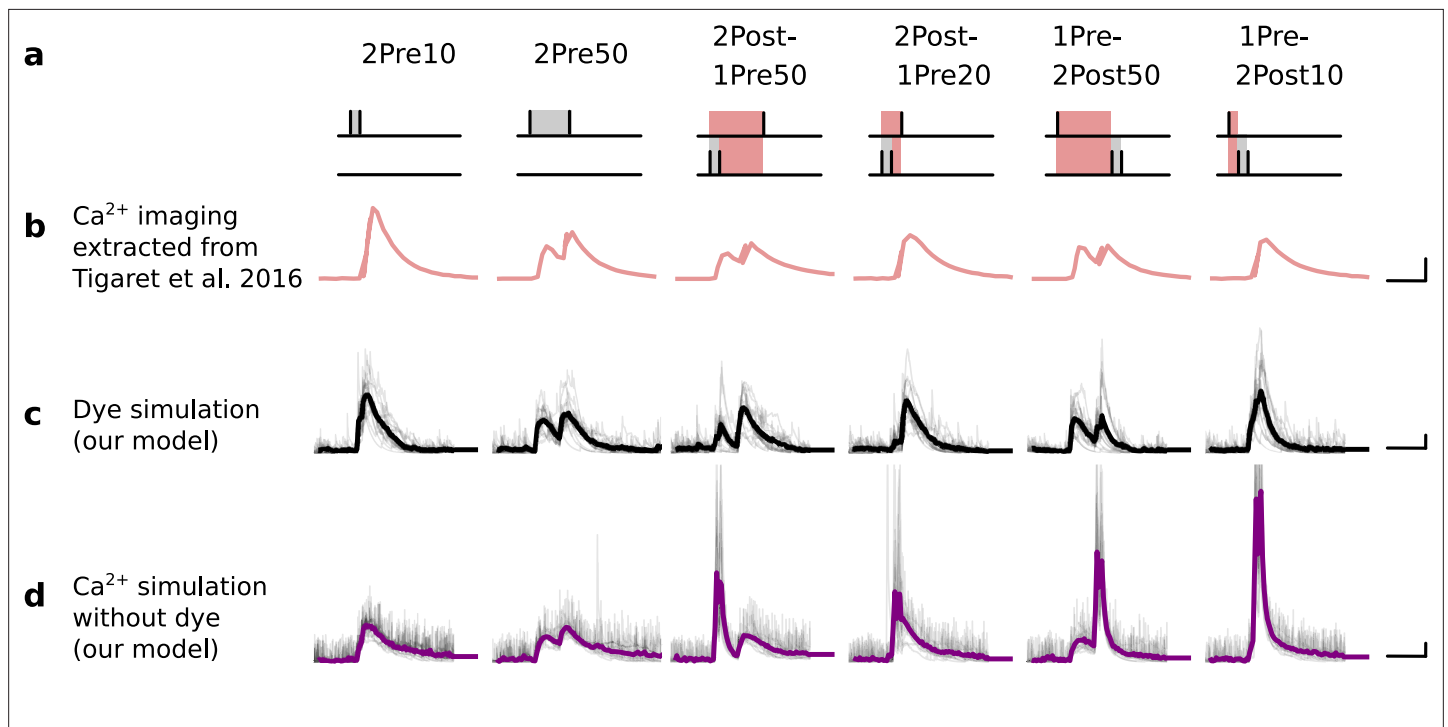 a
2Pre10
2Pre50
2Post-
1Pre50
2Post-
1Pre20
1Pre-
2Post50
1Pre-
2Post10
b
Ca²⁺ imaging
extracted from
Tigaret et al. 2016
c
Dye simulation
(our model)
d
Ca²⁺ simulation
without dye
(our model)